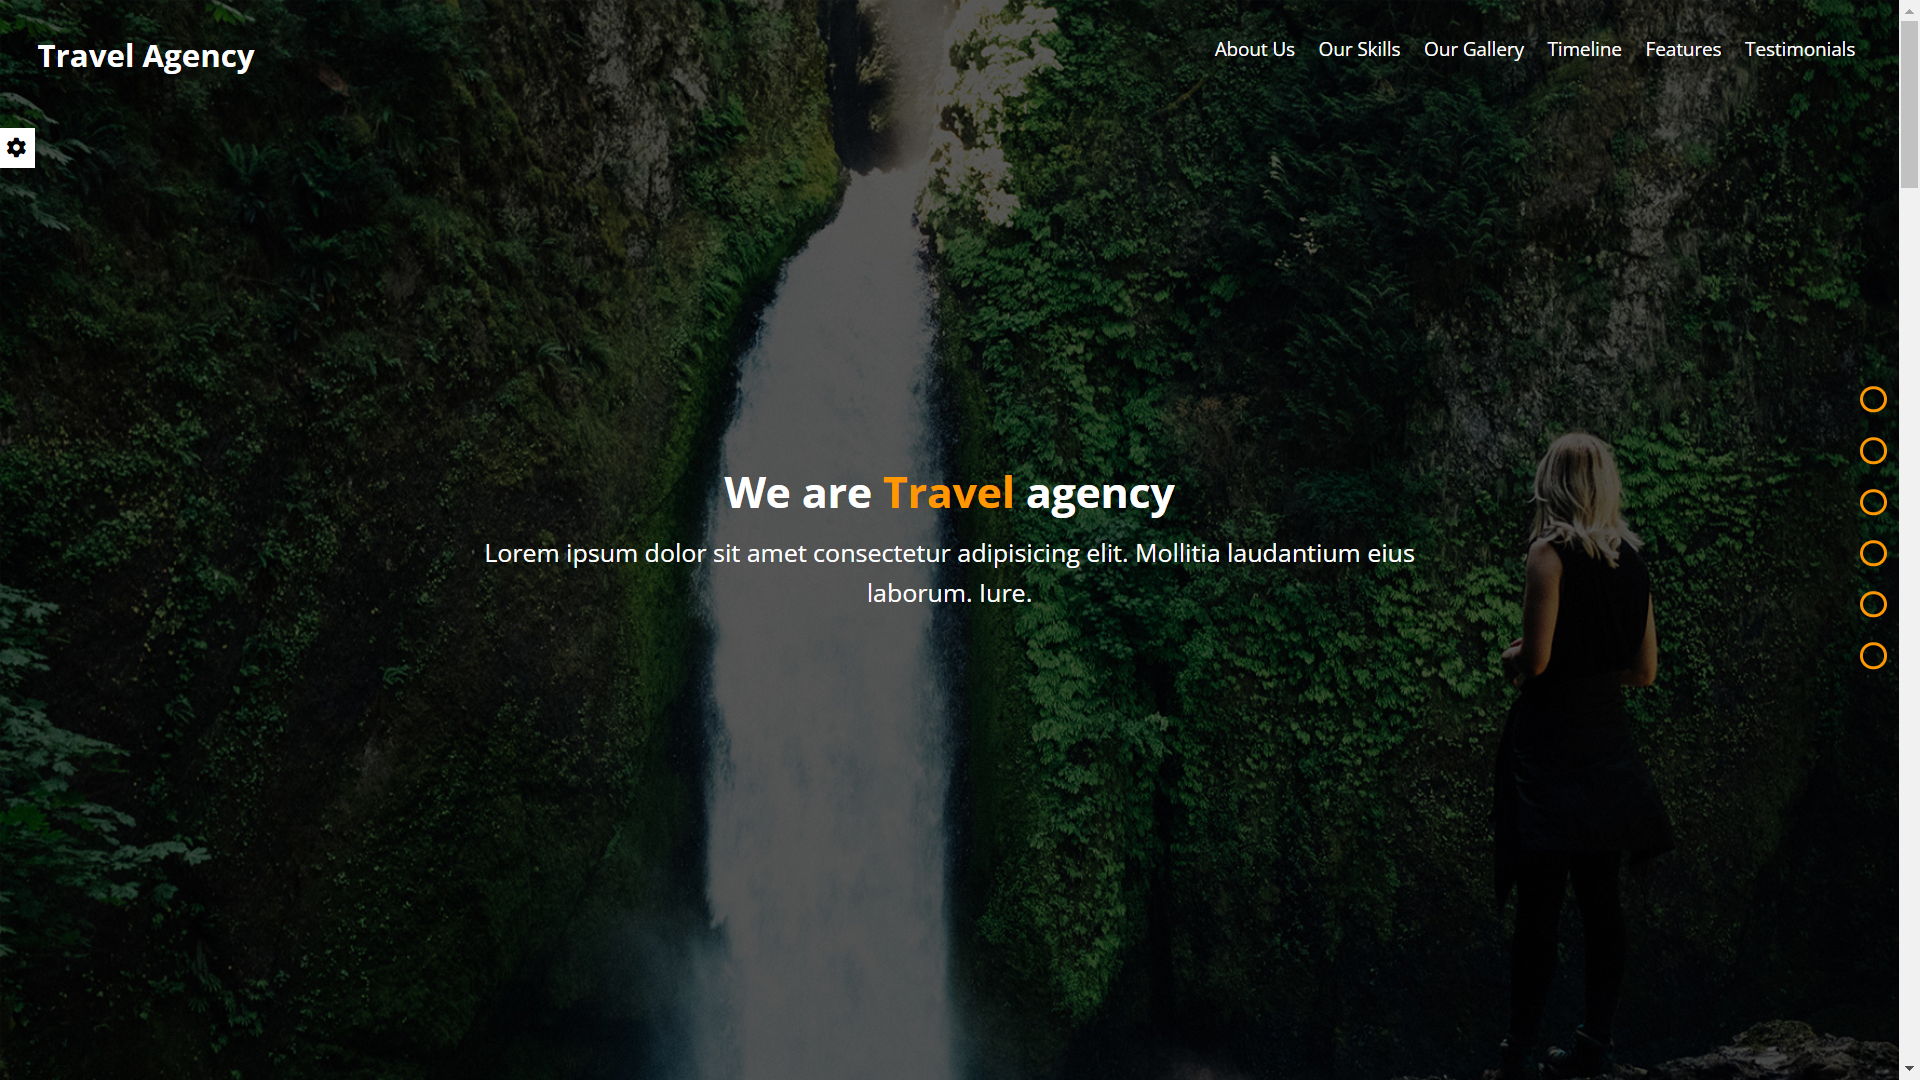 Travel Agency
About Us Our Skills Our Gallery Timeline Features Testimonials
We are Travel agency
Lorem ipsum dolor sit amet consectetur adipisicing elit. Mollitia laudantium eius
laborum. Iure.